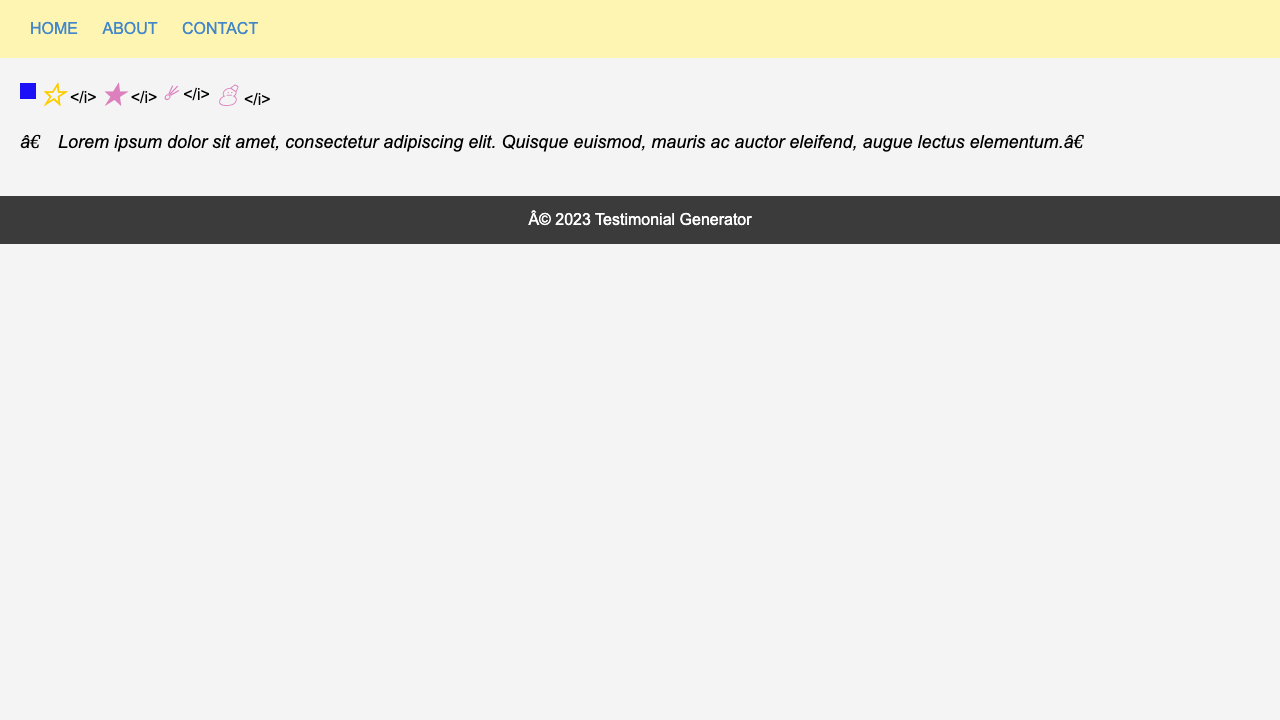 HOME ABOUT CONTACT
☆ </i> ★ </i> ✌ </i> ☃ </i>
â€ Lorem ipsum dolor sit amet, consectetur adipiscing elit. Quisque euismod, mauris ac auctor eleifend, augue lectus elementum.â€
Â© 2023 Testimonial Generator